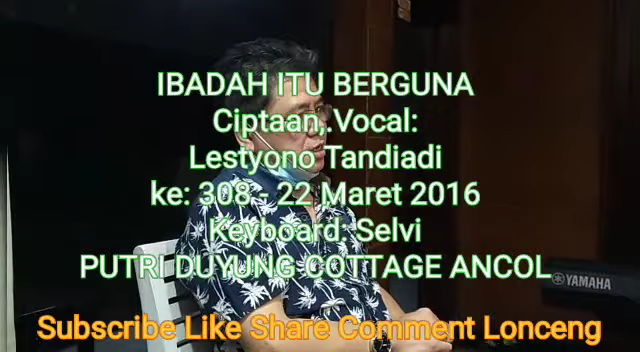 IBADAH ITU BERGUNA
Ciptaan,.Vocal:
Lestyono Tandiadi
ke: 308 - 22 Maret 2016
Keyboard: Selvi
PUTRI DUYUNG COTTAGE ANCOL
YAMAHA
Subscribe Like Share Comment Lonceng